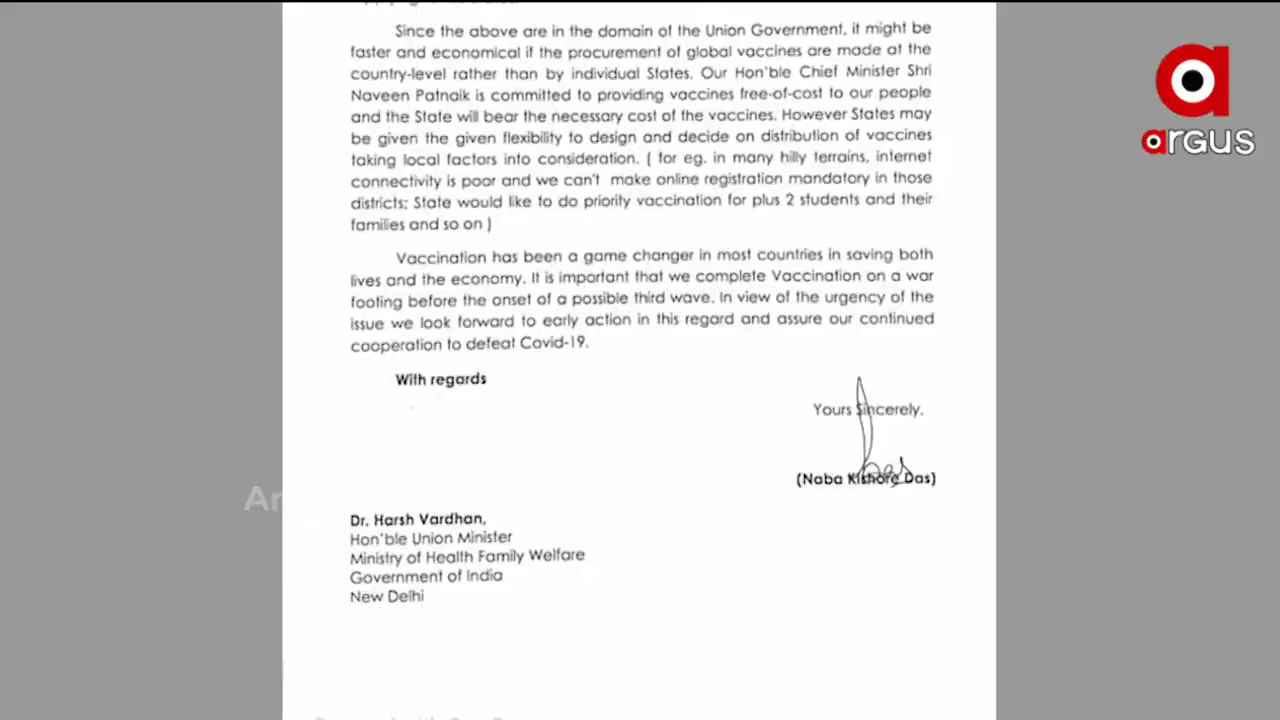 Since the above are in the domain of the Union Government, it might be
faster and economical if the procurement of global vaccines are made at the
country-level rather than by individual States. Our Hon'ble Chief Minister Shri
Naveen Patnaik is committed to providing vaccines free-of-cost to our people
and the State will bear the necessary cost of the vaccines. However States may
be given the given flexibility to design and decide on distribution of vaccines
taking local factors into consideration. ( for eg. in many hilly terrains, internet
connectivity is poor and we can't make online registration mandatory in those
districts; State would like to do priority vaccination for plus 2 students and their
families and so on )
Vaccination has been a game changer in most countries in saving both
lives and the economy. It is important that we complete Vaccination on a war
footing before the onset of a possible third wave. In view of the urgency of the
issue we look forward to early action in this regard and assure our continued
cooperation to defeat Covid-19.
With regards
Yours Sincerely.
(Naba Kishore Das)
Dr. Harsh Vardhan,
Hon'ble Union Minister
Ministry of Health Family Welfare
Government of India
New Delhi
a
argus